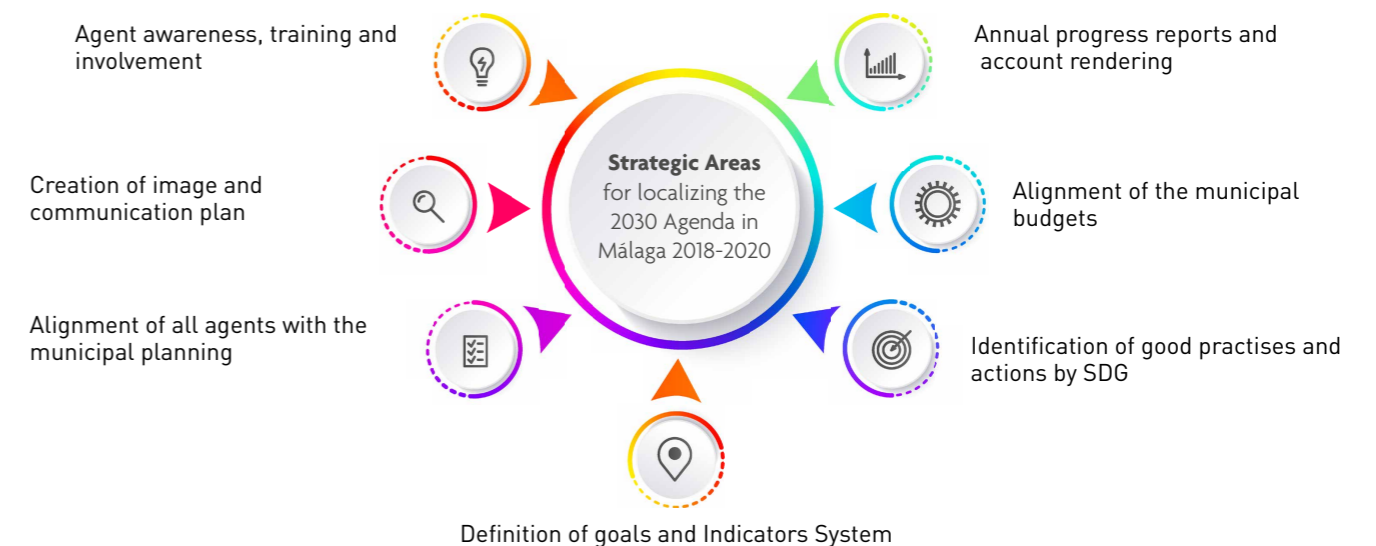 Agent awareness, training and
involvement
Annual progress reports and
account rendering
Creation of image and
communication plan
Strategic Areas
for localizing the
2030 Agenda in
Málaga 2018-2020
Alignment of the municipal
budgets
Alignment of all agents with the
municipal planning
Identification of good practises and
actions by SDG
Definition of goals and Indicators System